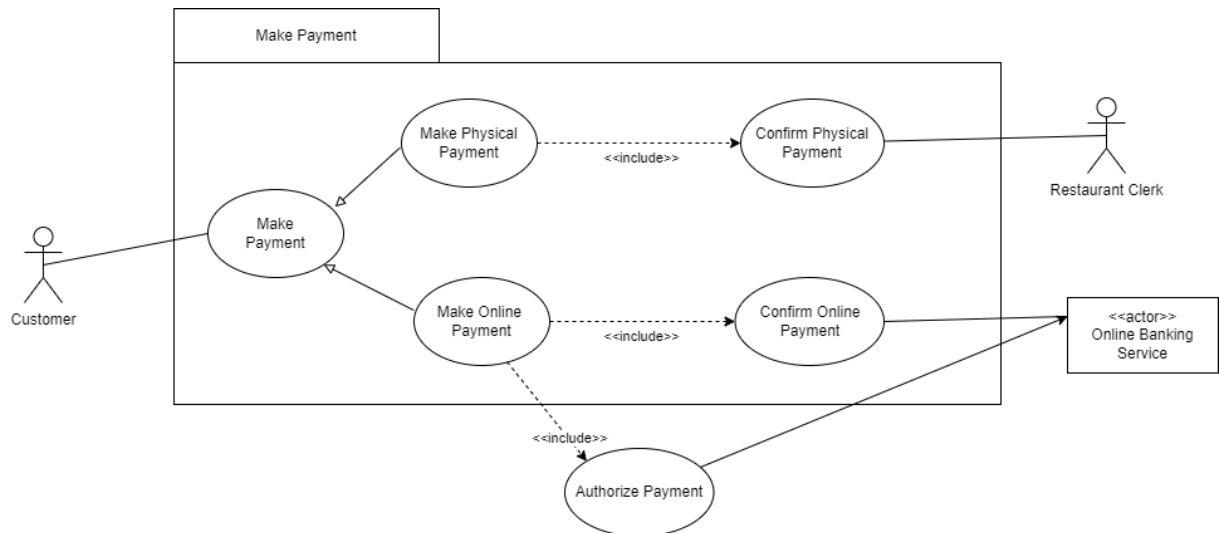 Make Payment
Make Physical
Payment
<<include>>
Confirm Physical
Payment
Restaurant Clerk
Make
Payment
Customer
Make Online
Payment
<<include>>
Confirm Online
Payment
<<actor>>
Online Banking
Service
<<include>>
Authorize Payment